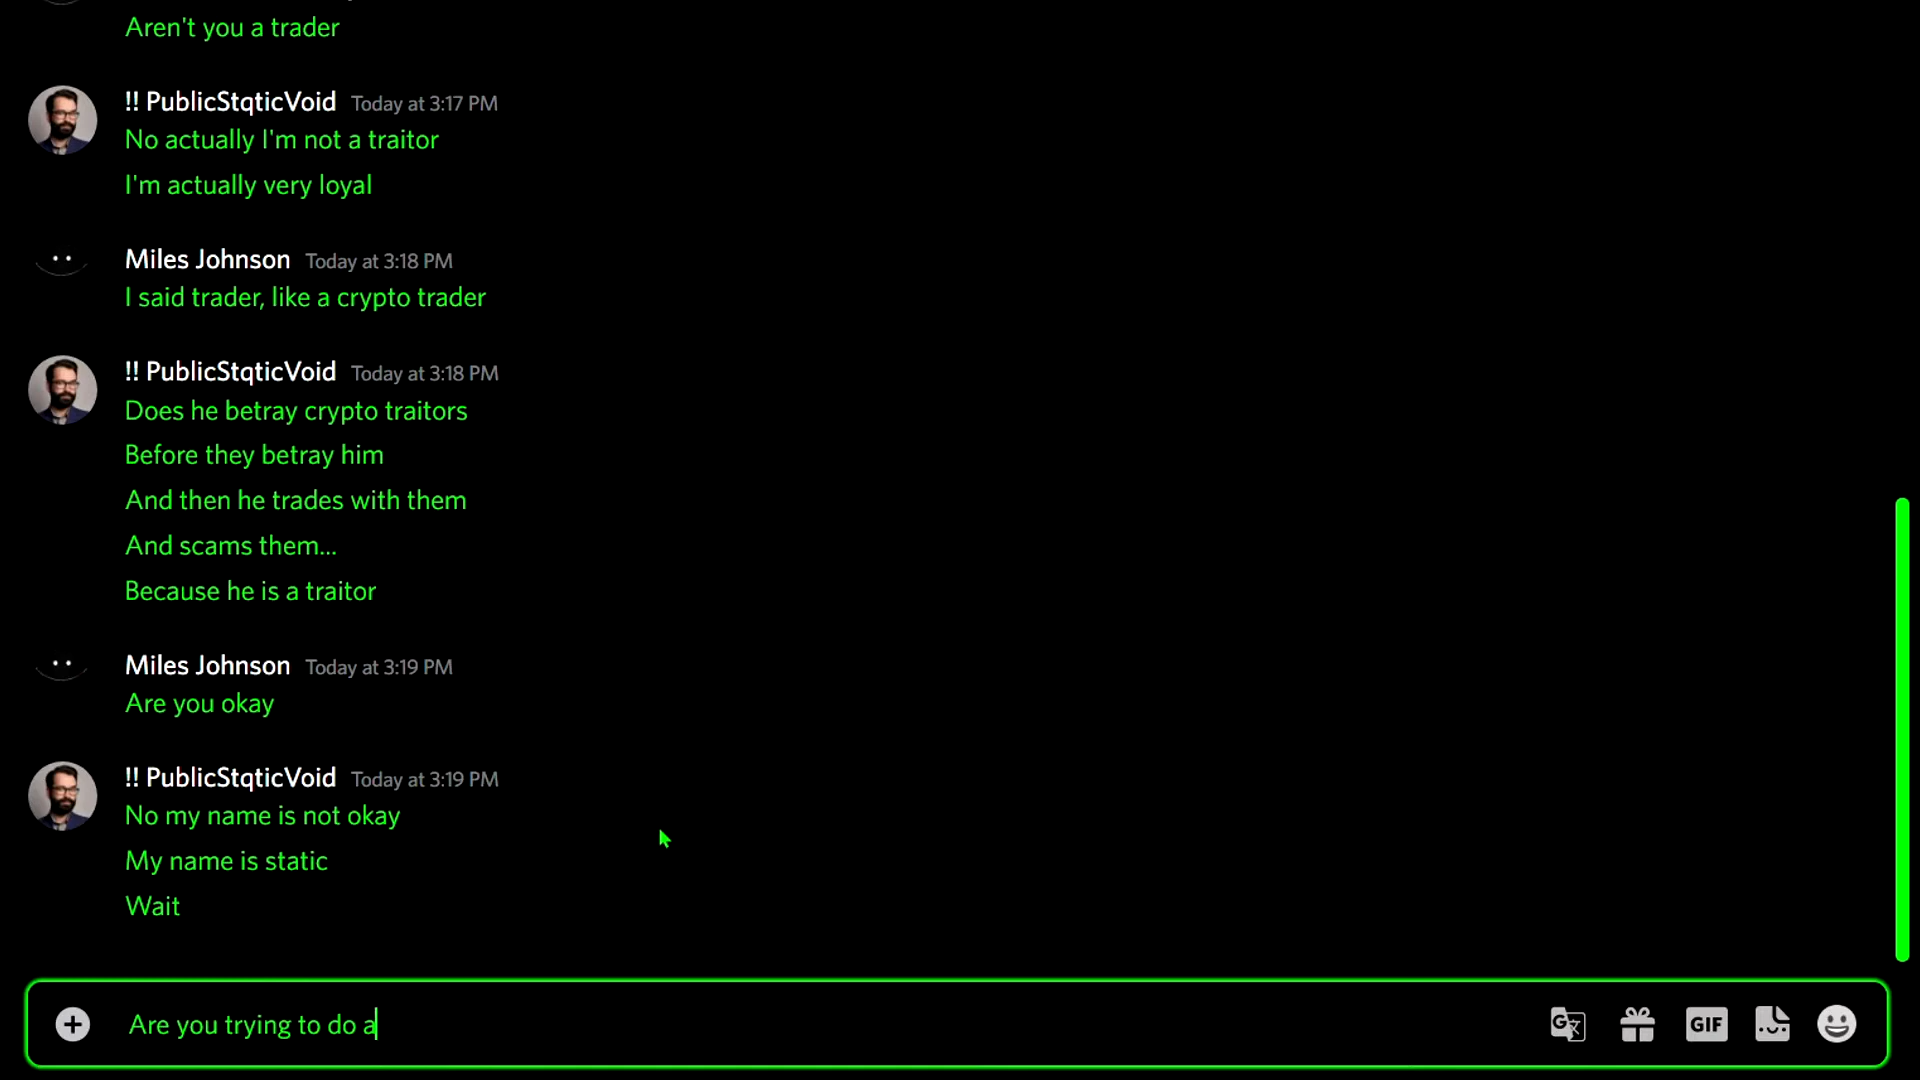 Aren't you a trader
!! PublicStqticVoid Today at 3:17 PM
No actually I'm not a traitor
I'm actually very loyal
Miles Johnson Today at 3:18 PM
I said trader, like a crypto trader
!! PublicStqticVoid Today at 3:18 PM
Does he betray crypto traitors
Before they betray him
And then he trades with them
And scams them...
Because he is a traitor
Miles Johnson Today at 3:19 PM
Are you okay
!! PublicStqticVoid Today at 3:19 PM
No my name is not okay
My name is static
Wait
Are you trying to do a
GIF